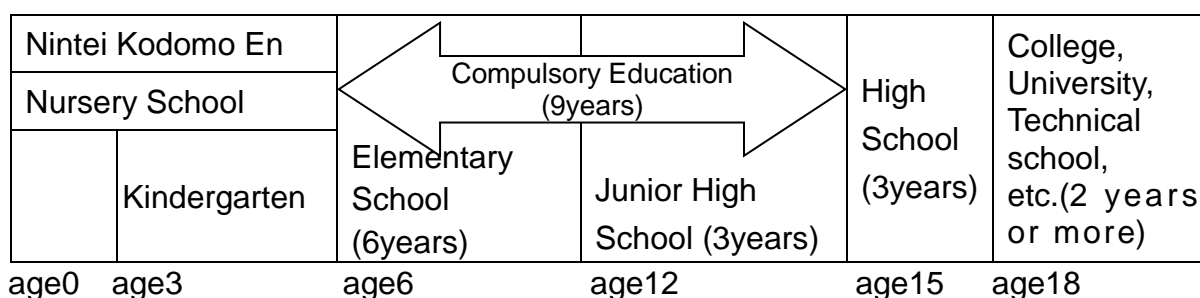 Nintei Kodomo En
Nursery School
Kindergarten
Compulsory Education
(9years)
Elementary
School
(6years)
Junior High
School (3years)
High
School
(3years)
College,
University,
Technical
school,
etc.(2 years
or more)
age0 age3 age6 age12 age15 age18